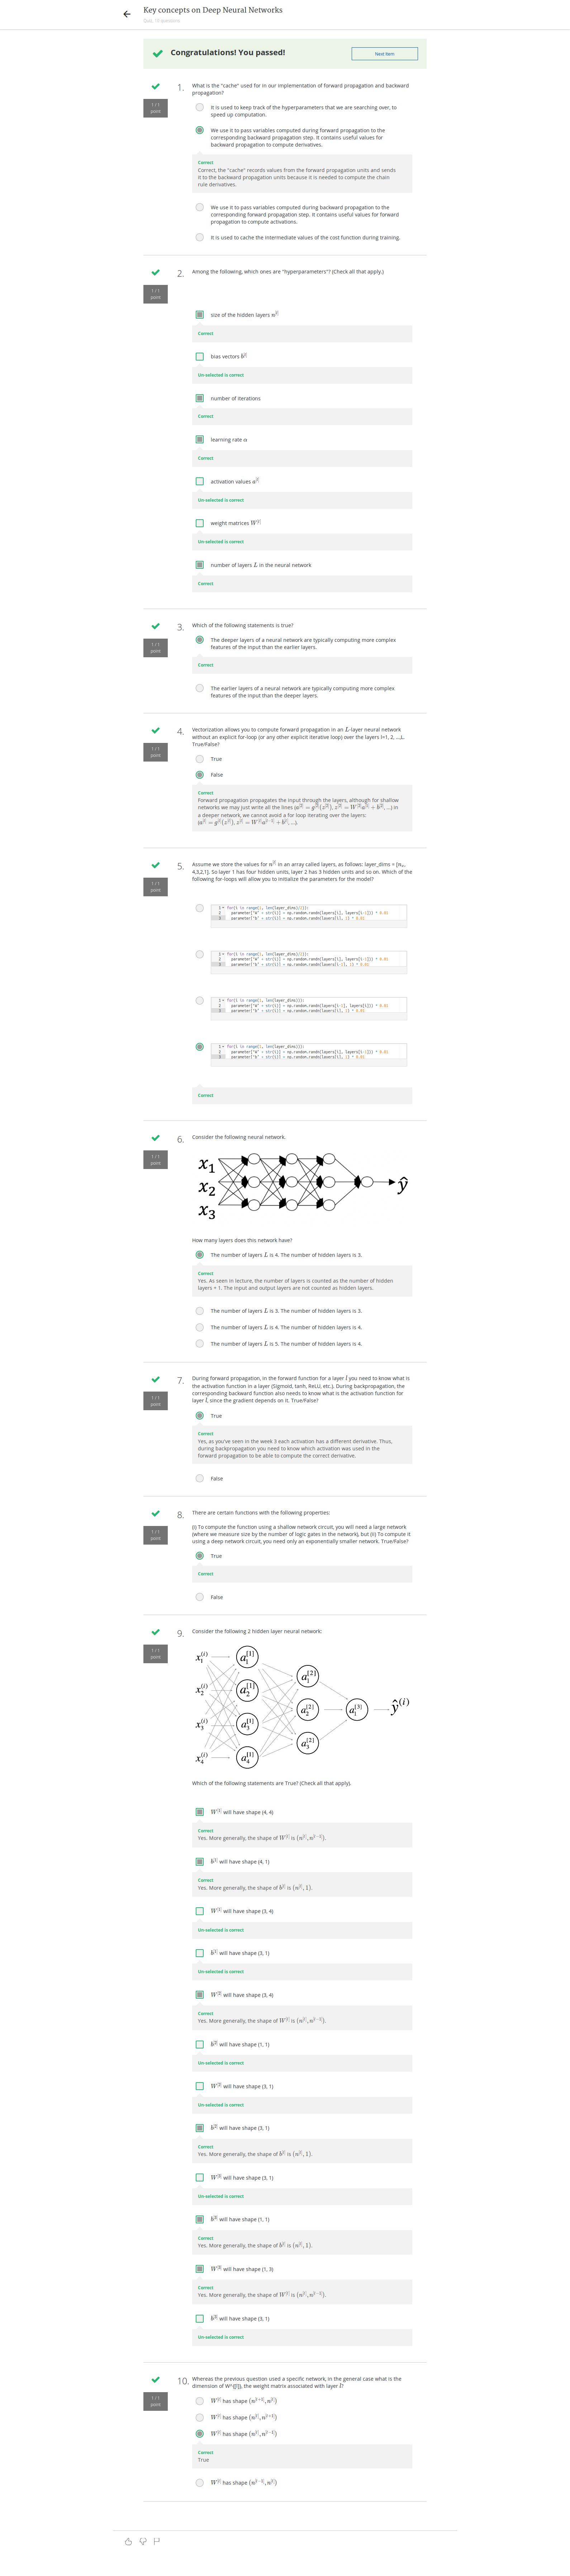 Key concepts on Deep Neural Networks
Quiz, 10 questions
Congratulations! You passed!
Next Item
1 / 1
point
1.
What is the "cache" used for in our implementation of forward propagation and backward
propagation?
It is used to keep track of the hyperparameters that we are searching over, to
speed up computation.
We use it to pass variables computed during forward propagation to the
corresponding backward propagation step. It contains useful values for
backward propagation to compute derivatives.
Correct
Correct, the "cache" records values from the forward propagation units and sends
it to the backward propagation units because it is needed to compute the chain
rule derivatives.
We use it to pass variables computed during backward propagation to the
corresponding forward propagation step. It contains useful values for forward
propagation to compute activations.
It is used to cache the intermediate values of the cost function during training.
1 / 1
point
2.
Among the following, which ones are "hyperparameters"? (Check all that apply.)
size of the hidden layers n^[l]
Correct
bias vectors b^[l]
Un-selected is correct
number of iterations
Correct
learning rate α
Correct
activation values a^[l]
Un-selected is correct
weight matrices W^[l]
Un-selected is correct
number of layers L in the neural network
Correct
1 / 1
point
3.
Which of the following statements is true?
The deeper layers of a neural network are typically computing more complex
features of the input than the earlier layers.
Correct
The earlier layers of a neural network are typically computing more complex
features of the input than the deeper layers.
1 / 1
point
4.
Vectorization allows you to compute forward propagation in an L-layer neural network
without an explicit for-loop (or any other explicit iterative loop) over the layers l=1, 2, …,L.
True/False?
True
False
Correct
Forward propagation propagates the input through the layers, although for shallow
networks we may just write all the lines (a^[2] = g^[2](z^[2]), z^[2] = W^[2]a^[1] + b^[2], ...) in
a deeper network, we cannot avoid a for loop iterating over the layers:
(a^[l] = g^[l](z^[l]), z^[l] = W^[l]a^[l−1] + b^[l], ...).
1 / 1
point
5.
Assume we store the values for n^[l] in an array called layers, as follows: layer_dims = [n_x,
4,3,2,1]. So layer 1 has four hidden units, layer 2 has 3 hidden units and so on. Which of the
following for-loops will allow you to initialize the parameters for the model?
1 for(i in range(1, len(layer_dims)/2)):
2 parameter['W' + str(i)] = np.random.randn(layers[i], layers[i-1])) * 0.01
3 parameter['b' + str(i)] = np.random.randn(layers[i], 1) * 0.01
1 for(i in range(1, len(layer_dims)/2)):
2 parameter['W' + str(i)] = np.random.randn(layers[i], layers[i-1])) * 0.01
3 parameter['b' + str(i)] = np.random.randn(layers[i-1], 1) * 0.01
1 for(i in range(1, len(layer_dims))):
2 parameter['W' + str(i)] = np.random.randn(layers[i-1], layers[i])) * 0.01
3 parameter['b' + str(i)] = np.random.randn(layers[i], 1) * 0.01
1 for(i in range(1, len(layer_dims))):
2 parameter['W' + str(i)] = np.random.randn(layers[i], layers[i-1])) * 0.01
3 parameter['b' + str(i)] = np.random.randn(layers[i], 1) * 0.01
Correct
1 / 1
point
6.
Consider the following neural network.
x1
x2
x3
ŷ
How many layers does this network have?
The number of layers L is 4. The number of hidden layers is 3.
Correct
Yes. As seen in lecture, the number of layers is counted as the number of hidden
layers + 1. The input and output layers are not counted as hidden layers.
The number of layers L is 3. The number of hidden layers is 3.
The number of layers L is 4. The number of hidden layers is 4.
The number of layers L is 5. The number of hidden layers is 4.
1 / 1
point
7.
During forward propagation, in the forward function for a layer l you need to know what is
the activation function in a layer (Sigmoid, tanh, ReLU, etc.). During backpropagation, the
corresponding backward function also needs to know what is the activation function for
layer l, since the gradient depends on it. True/False?
True
Correct
Yes, as you've seen in the week 3 each activation has a different derivative. Thus,
during backpropagation you need to know which activation was used in the
forward propagation to be able to compute the correct derivative.
False
1 / 1
point
8.
There are certain functions with the following properties:
(i) To compute the function using a shallow network circuit, you will need a large network
(where we measure size by the number of logic gates in the network), but (ii) To compute it
using a deep network circuit, you need only an exponentially smaller network. True/False?
True
Correct
False
1 / 1
point
9.
Consider the following 2 hidden layer neural network:
x1^(i)
x2^(i)
x3^(i)
x4^(i)
a1^[1]
a2^[1]
a3^[1]
a4^[1]
a1^[2]
a2^[2]
a3^[2]
a1^[3]
ŷ^(i)
Which of the following statements are True? (Check all that apply).
W^[1] will have shape (4, 4)
Correct
Yes. More generally, the shape of W^[l] is (n^[l], n^[l−1]).
b^[1] will have shape (4, 1)
Correct
Yes. More generally, the shape of b^[l] is (n^[l], 1).
W^[1] will have shape (3, 4)
Un-selected is correct
b^[1] will have shape (3, 1)
Un-selected is correct
W^[2] will have shape (3, 4)
Correct
Yes. More generally, the shape of W^[l] is (n^[l], n^[l−1]).
b^[2] will have shape (1, 1)
Un-selected is correct
W^[2] will have shape (3, 1)
Un-selected is correct
b^[2] will have shape (3, 1)
Correct
Yes. More generally, the shape of b^[l] is (n^[l], 1).
W^[3] will have shape (3, 1)
Un-selected is correct
b^[3] will have shape (1, 1)
Correct
Yes. More generally, the shape of b^[l] is (n^[l], 1).
W^[3] will have shape (1, 3)
Correct
Yes. More generally, the shape of W^[l] is (n^[l], n^[l−1]).
b^[3] will have shape (3, 1)
Un-selected is correct
1 / 1
point
10.
Whereas the previous question used a specific network, in the general case what is the
dimension of W^{[l]}, the weight matrix associated with layer l?
W^[l] has shape (n^[l+1], n^[l])
W^[l] has shape (n^[l], n^[l+1])
W^[l] has shape (n^[l], n^[l−1])
Correct
True
W^[l] has shape (n^[l−1], n^[l])